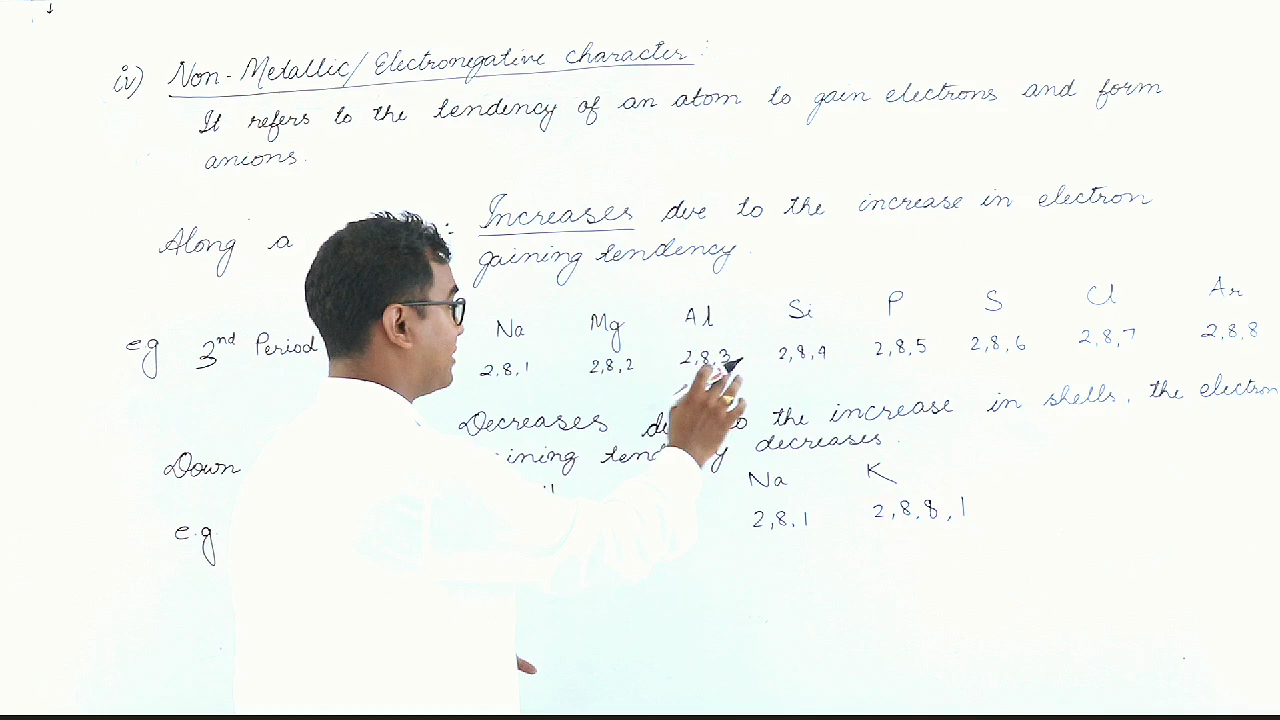 iv) Non-Metallic/Electronegative character:
It refers to the tendency of an atom to gain electrons and form
anions.
Along a : Increases due to the increase in electron
gaining tendency.
eg 3nd Period Na Mg Al Si P S Cl Ar
2,8,1 2,8,2 2,8,3 2,8,4 2,8,5 2,8,6 2,8,7 2,8,8
Down Decreases to the increase in shells, the electron
decreases.
e.g Na K
2,8,1 2,8,8,1